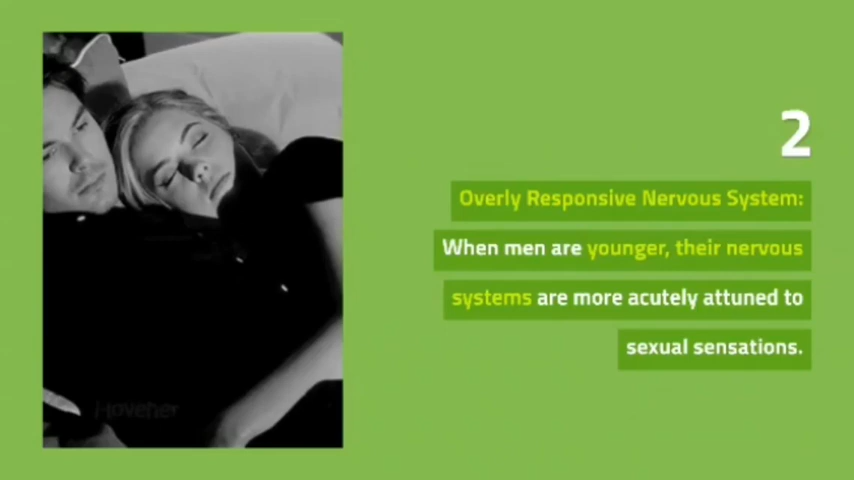 2
Overly Responsive Nervous System:
When men are younger, their nervous
systems are more acutely attuned to
sexual sensations.